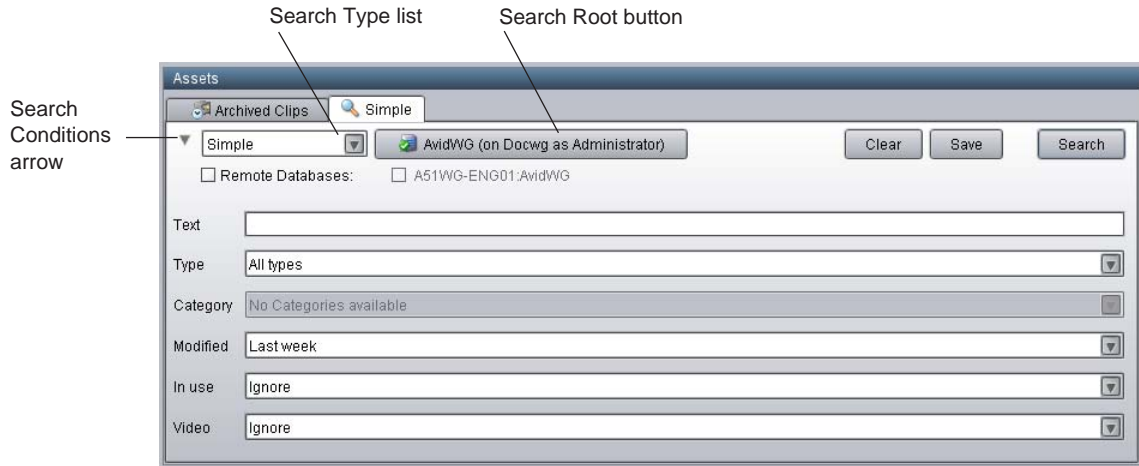 Search Type list
Search Root button
Search
Conditions
arrow
Assets
Archived Clips
Simple
Simple
AvidWG (on Docwg as Administrator)
Clear
Save
Search
Remote Databases:
A51WG-ENG01:AvidWG
Text
Type
All types
Category
No Categories available
Modified
Last week
In use
Ignore
Video
Ignore